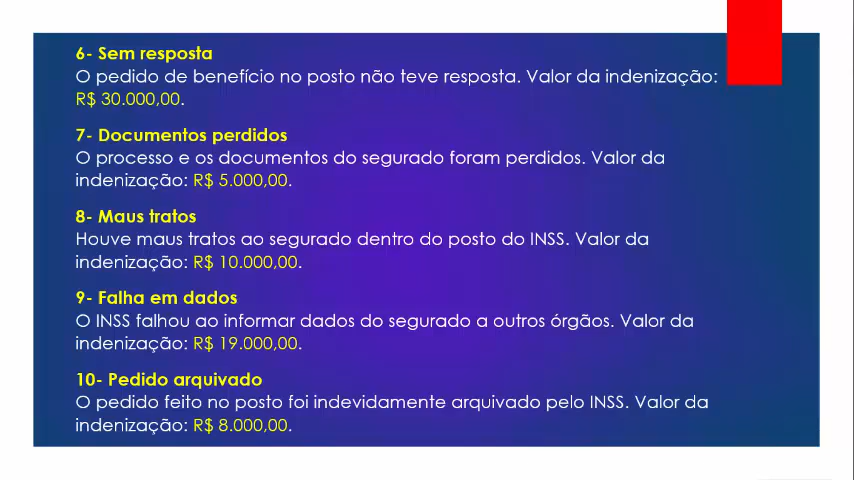 6- Sem resposta
O pedido de benefício no posto não teve resposta. Valor da indenização:
R$ 30.000,00.
7- Documentos perdidos
O processo e os documentos do segurado foram perdidos. Valor da
indenização: R$ 5.000,00.
8- Maus tratos
Houve maus tratos ao segurado dentro do posto do INSS. Valor da
indenização: R$ 10.000,00.
9- Falha em dados
O INSS falhou ao informar dados do segurado a outros órgãos. Valor da
indenização: R$ 19.000,00.
10- Pedido arquivado
O pedido feito no posto foi indevidamente arquivado pelo INSS. Valor da
indenização: R$ 8.000,00.